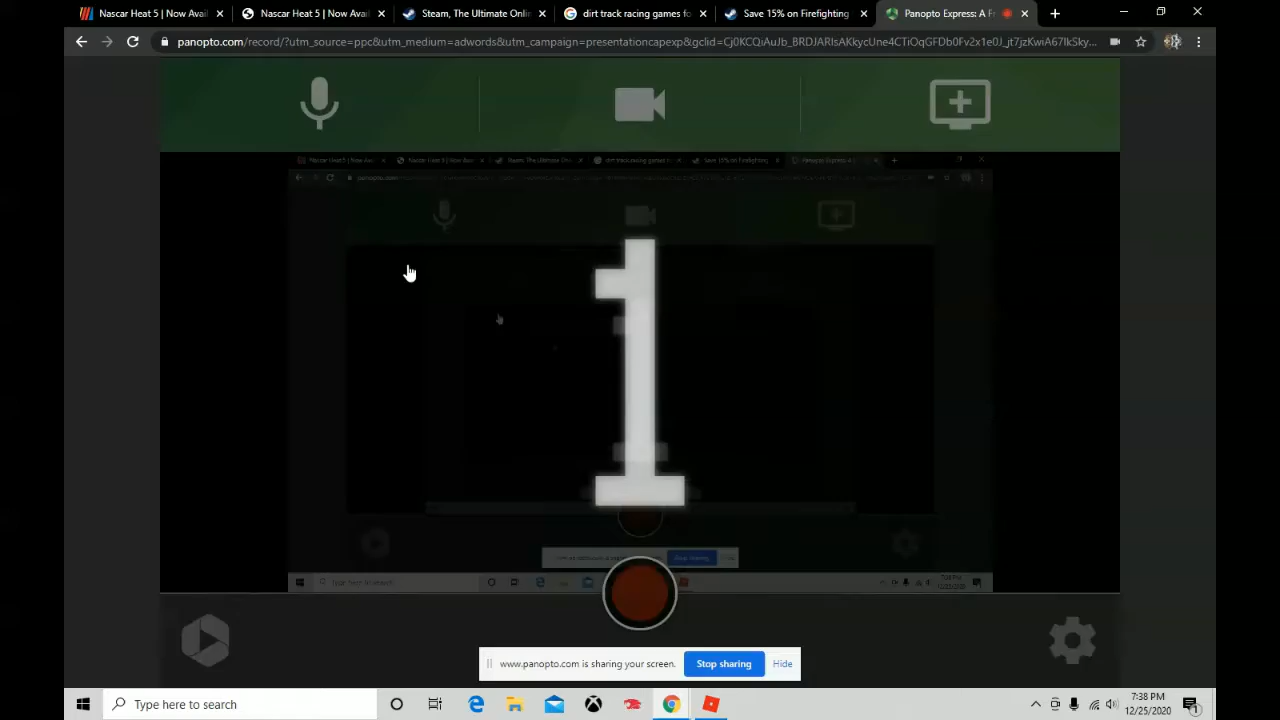 Nascar Heat 5 | Now Avail
Nascar Heat 5 | Now Avail
Steam, The Ultimate Onlin
dirt track racing games fo
Save 15% on Firefighting
Panopto Express: A Fr
panopto.com/record/?utm_source=ppc&utm_medium=adwords&utm_campaign=presentationcapexp&gclid=Cj0KCQiAuJb_BRDJARIsAKkycUne4CTiOqGFDb0Fv2x1e0J_jt7jzKwiA67IkSky...
1
www.panopto.com is sharing your screen. Stop sharing Hide
Type here to search
7:38 PM
12/25/2020
1